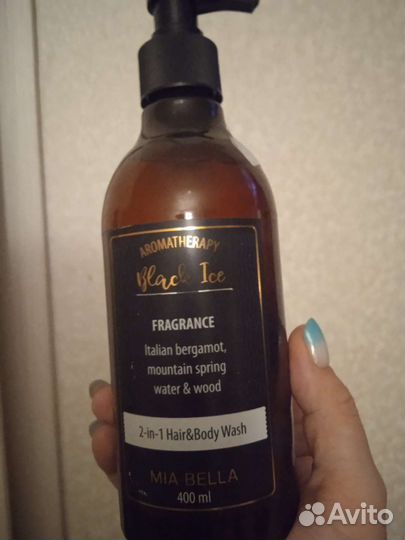 AROMATHERAPY
Black Ice
FRAGRANCE
Italian bergamot,
mountain spring
water & wood
2-in-1 Hair&Body Wash
MIA BELLA
400 ml
Avito